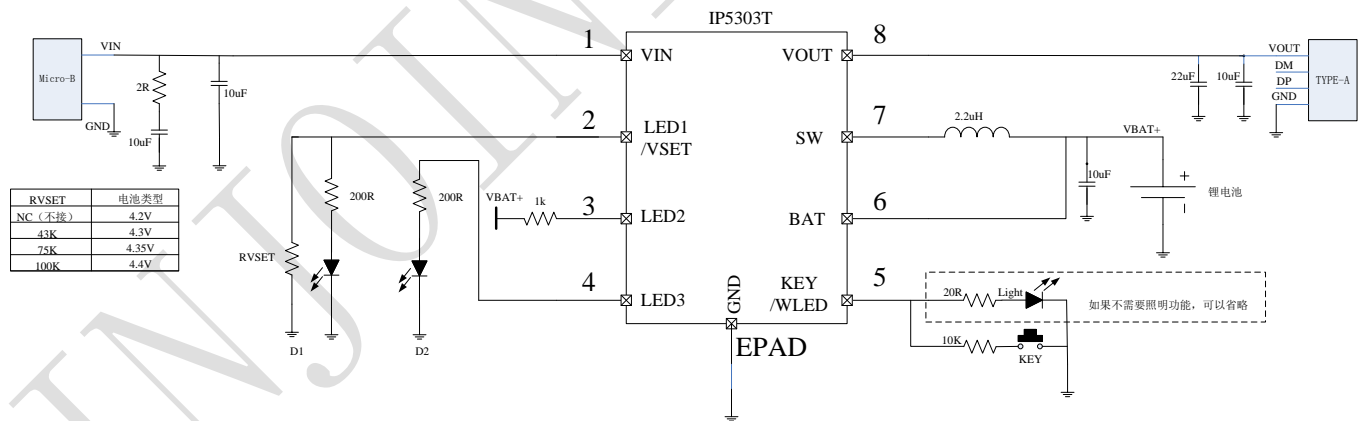 IP5303T
Micro-B
VIN
GND
2R
10uF
10uF
1
VIN
2
LED1
/VSET
3
LED2
4
LED3
8
VOUT
7
SW
6
BAT
5
KEY
/WLED
GND
EPAD
RVSET
200R
200R
D1
D2
VBAT+
1k
RVSET 电池类型
NC（不接） 4.2V
43K 4.3V
75K 4.35V
100K 4.4V
22uF
10uF
VOUT
DM
DP
GND
TYPE-A
2.2uH
VBAT+
10uF
+
锂电池
20R
Light
如果不需要照明功能，可以省略
10K
KEY
INJOIN